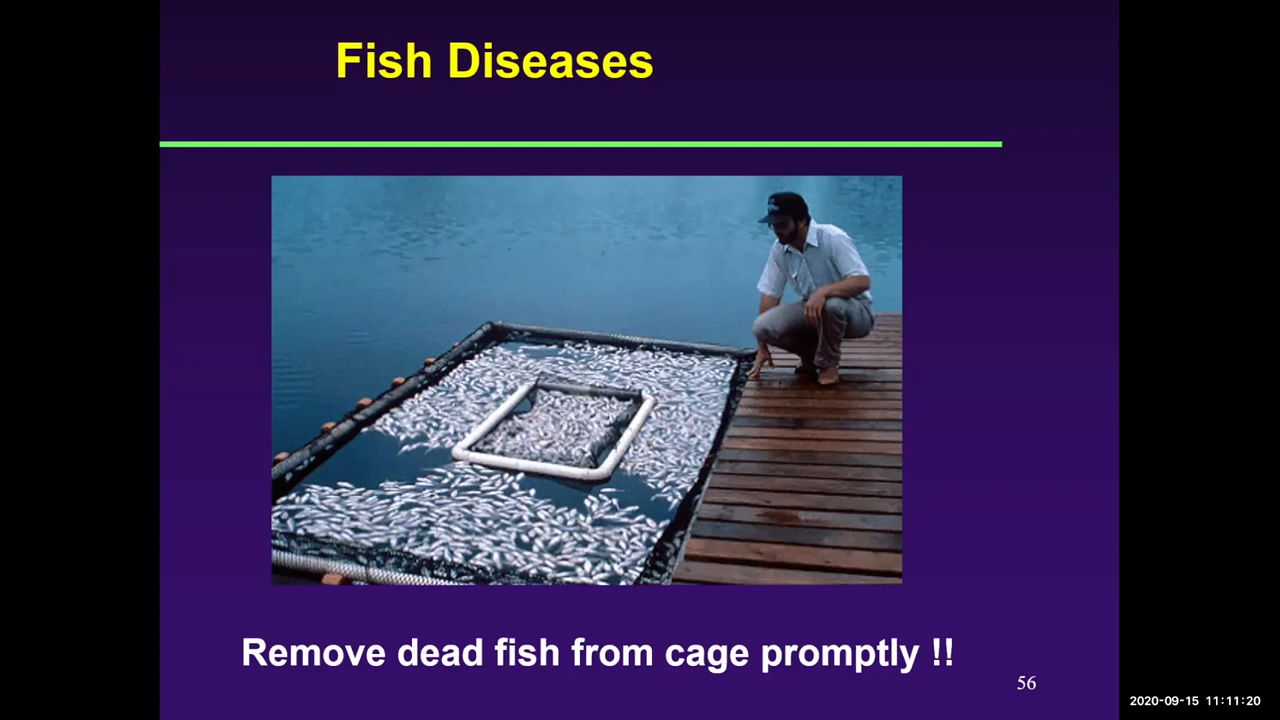 Fish Diseases
Remove dead fish from cage promptly !!
56
2020-09-15 11:11:20